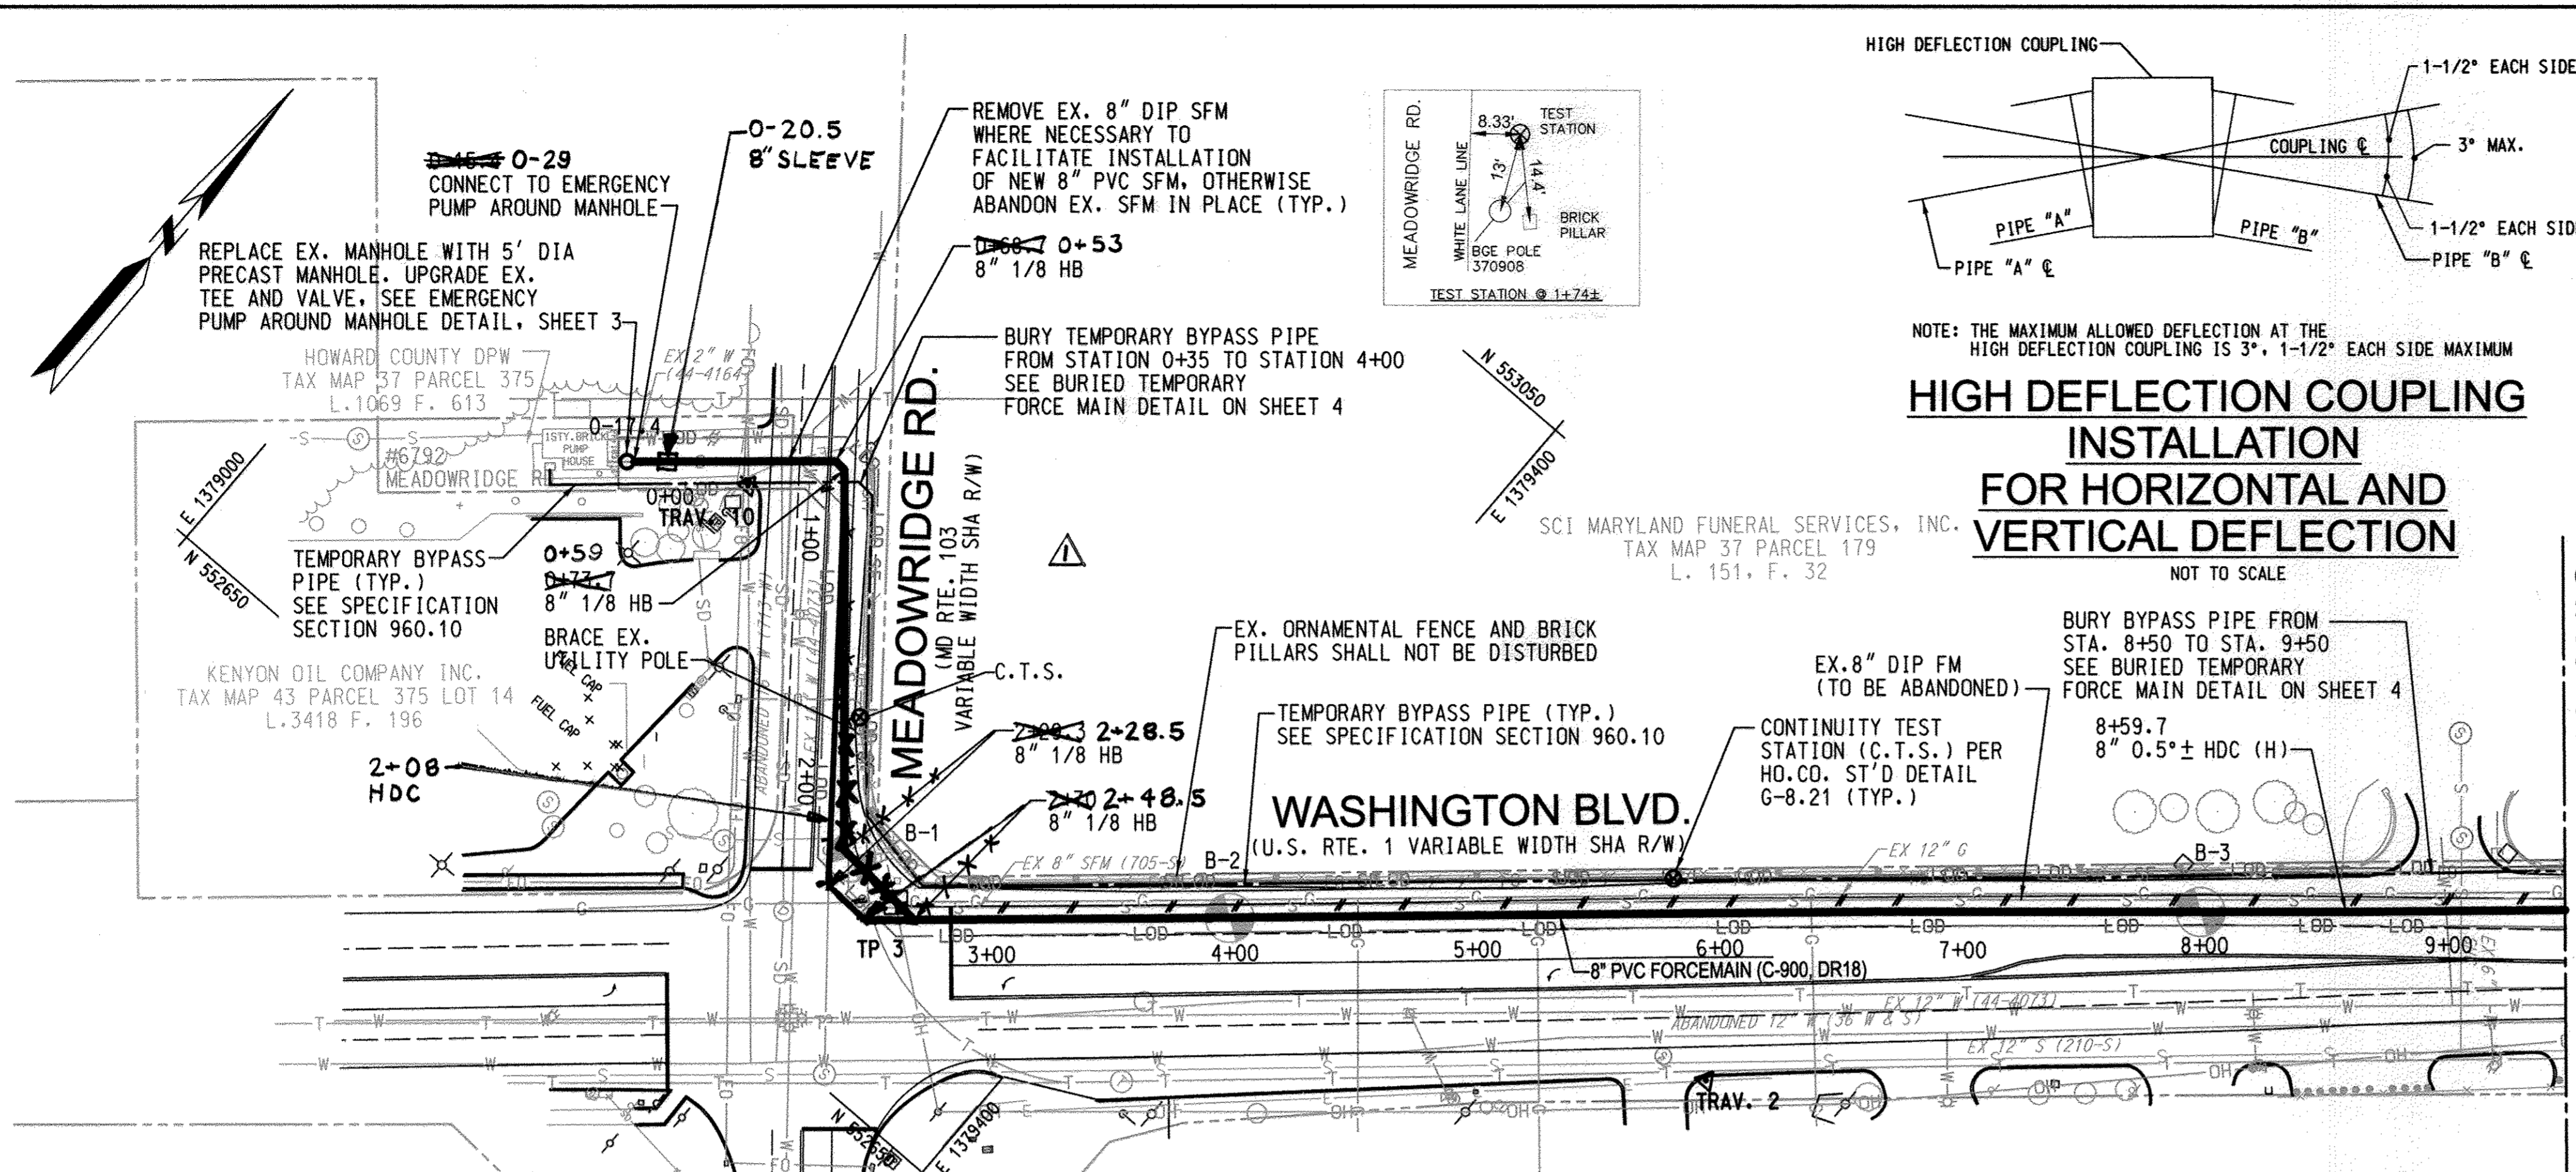 HIGH DEFLECTION COUPLING
1-1/2° EACH SIDE
COUPLING ℄
3° MAX.
PIPE "A"
PIPE "B"
1-1/2° EACH SIDE
PIPE "A" ℄
PIPE "B" ℄
NOTE: THE MAXIMUM ALLOWED DEFLECTION AT THE
HIGH DEFLECTION COUPLING IS 3°, 1-1/2° EACH SIDE MAXIMUM
HIGH DEFLECTION COUPLING
INSTALLATION
FOR HORIZONTAL AND
VERTICAL DEFLECTION
NOT TO SCALE
0-20.5
8" SLEEVE
0-29
CONNECT TO EMERGENCY
PUMP AROUND MANHOLE
REPLACE EX. MANHOLE WITH 5' DIA
PRECAST MANHOLE. UPGRADE EX.
TEE AND VALVE, SEE EMERGENCY
PUMP AROUND MANHOLE DETAIL, SHEET 3
REMOVE EX. 8" DIP SFM
WHERE NECESSARY TO
FACILITATE INSTALLATION
OF NEW 8" PVC SFM, OTHERWISE
ABANDON EX. SFM IN PLACE (TYP.)
0+68.7 0+53
8" 1/8 HB
BURY TEMPORARY BYPASS PIPE
FROM STATION 0+35 TO STATION 4+00
SEE BURIED TEMPORARY
FORCE MAIN DETAIL ON SHEET 4
MEADOWRIDGE RD.
WHITE LANE LINE
8.33'
TEST
STATION
13'
14.4'
BRICK
PILLAR
BGE POLE
370908
TEST STATION @ 1+74±
HOWARD COUNTY DPW
TAX MAP 37 PARCEL 375
L.1069 F. 613
EX 2" W
(44-4164)
0-17.4
1STY.BRICK
PUMP
HOUSE
#6792
MEADOWRIDGE RD
0+00
TRAV. 10
E 1379000
N 552650
N 553050
E 1379400
TEMPORARY BYPASS
PIPE (TYP.)
SEE SPECIFICATION
SECTION 960.10
0+59
0+77.7
8" 1/8 HB
BRACE EX.
UTILITY POLE
1+00
2+00
MEADOWRIDGE RD.
(MD RTE. 103
VARIABLE WIDTH SHA R/W)
1
SCI MARYLAND FUNERAL SERVICES, INC.
TAX MAP 37 PARCEL 179
L. 151, F. 32
KENYON OIL COMPANY INC.
TAX MAP 43 PARCEL 375 LOT 14
L.3418 F. 196
FUEL CAP
FUEL CAP
2+08
HDC
C.T.S.
2+28.5
8" 1/8 HB
2+70 2+48.5
8" 1/8 HB
EX. ORNAMENTAL FENCE AND BRICK
PILLARS SHALL NOT BE DISTURBED
TEMPORARY BYPASS PIPE (TYP.)
SEE SPECIFICATION SECTION 960.10
EX.8" DIP FM
(TO BE ABANDONED)
CONTINUITY TEST
STATION (C.T.S.) PER
HO.CO. ST'D DETAIL
G-8.21 (TYP.)
BURY BYPASS PIPE FROM
STA. 8+50 TO STA. 9+50
SEE BURIED TEMPORARY
FORCE MAIN DETAIL ON SHEET 4
8+59.7
8" 0.5°± HDC (H)
WASHINGTON BLVD.
(U.S. RTE. 1 VARIABLE WIDTH SHA R/W)
B-1
B-2
B-3
EX 8" SFM (705-S)
EX 12" G
TP 3
3+00
4+00
5+00
6+00
7+00
8+00
9+00
8" PVC FORCEMAIN (C-900, DR18)
EX 12" W (44-4073)
ABANDONED 12" W (36 W & S)
EX 12" S (210-S)
TRAV. 2
N 552650
E 1379400